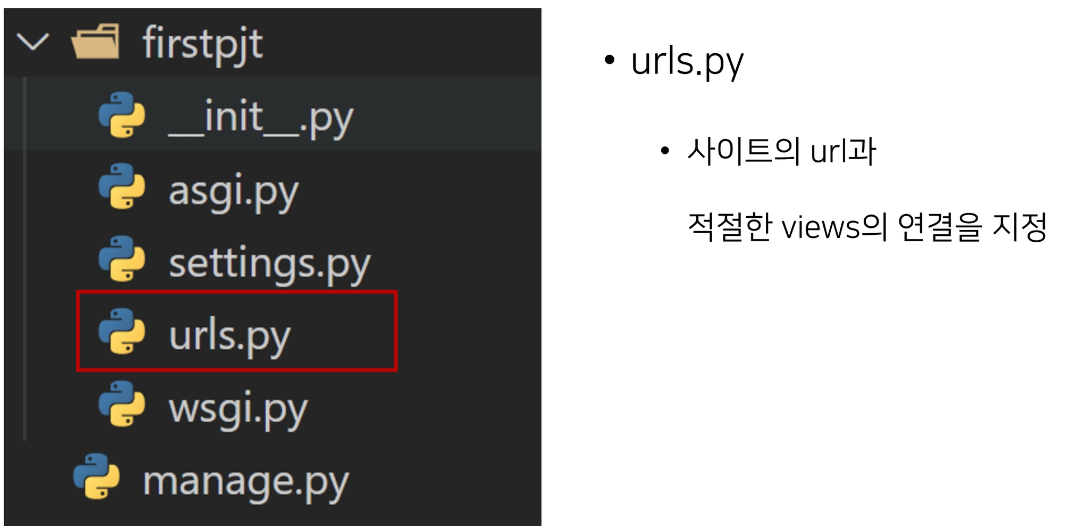 firstpjt
__init__.py
asgi.py
settings.py
urls.py
wsgi.py
manage.py
• urls.py
• 사이트의 url과
적절한 views의 연결을 지정